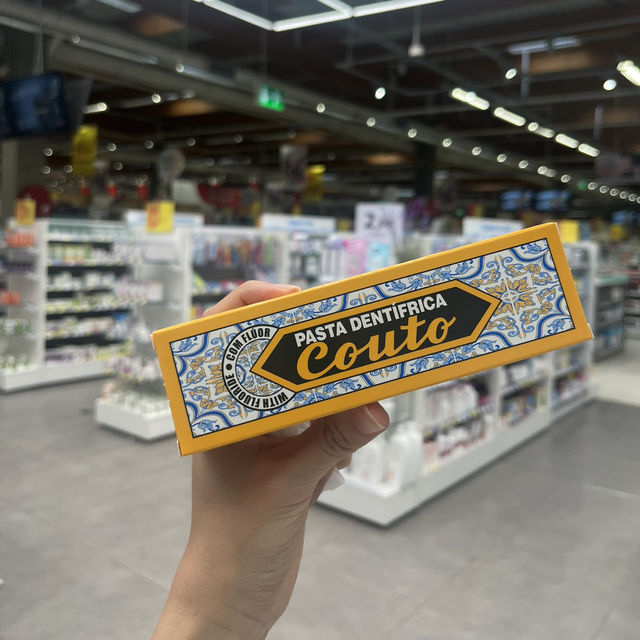 PASTA DENTÍFRICA
Couto
COM FLÚOR • WITH FLUORIDE •